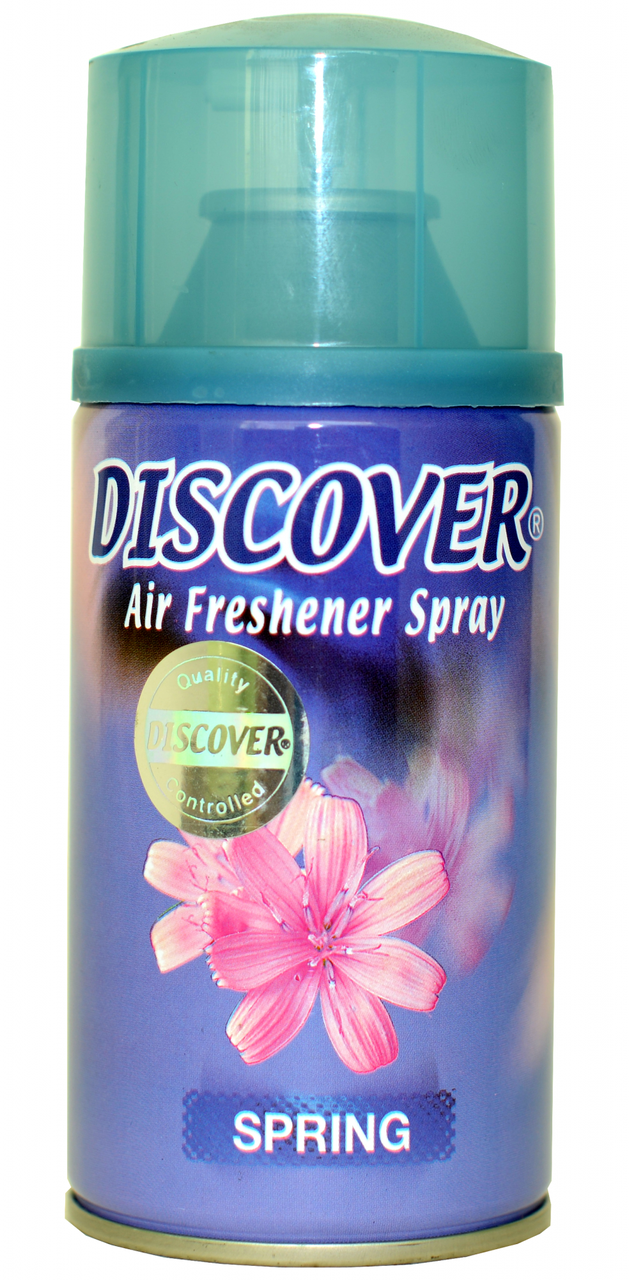 DISCOVER®
Air Freshener Spray
Quality
DISCOVER®
Controlled
SPRING